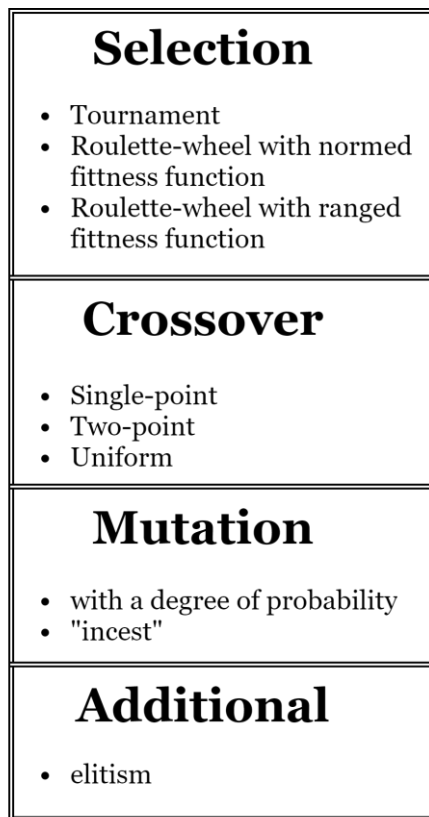 Selection
• Tournament
• Roulette-wheel with normed
fittness function
• Roulette-wheel with ranged
fittness function
Crossover
• Single-point
• Two-point
• Uniform
Mutation
• with a degree of probability
• "incest"
Additional
• elitism